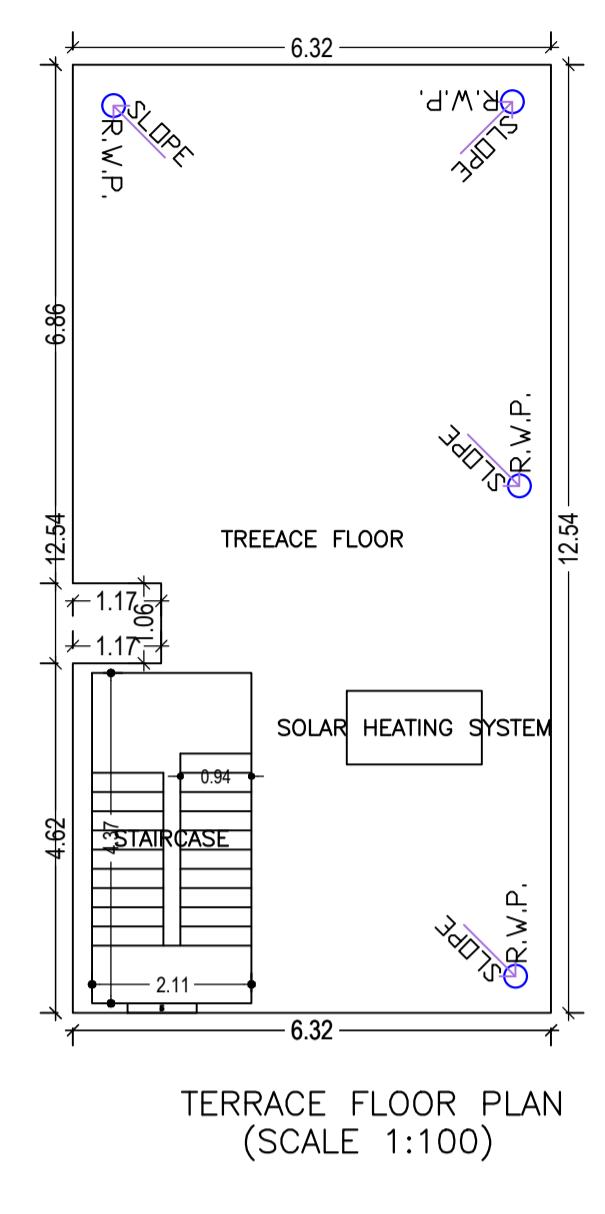 6.32
SLOPE
R.W.P.
R.W.P.
SLOPE
6.86
R.W.P.
SLOPE
12.54
12.54
TREEACE FLOOR
1.17
1.06
1.17
SOLAR HEATING SYSTEM
0.94
4.62
4.37
STAIRCASE
R.W.P.
SLOPE
2.11
6.32
TERRACE FLOOR PLAN
(SCALE 1:100)